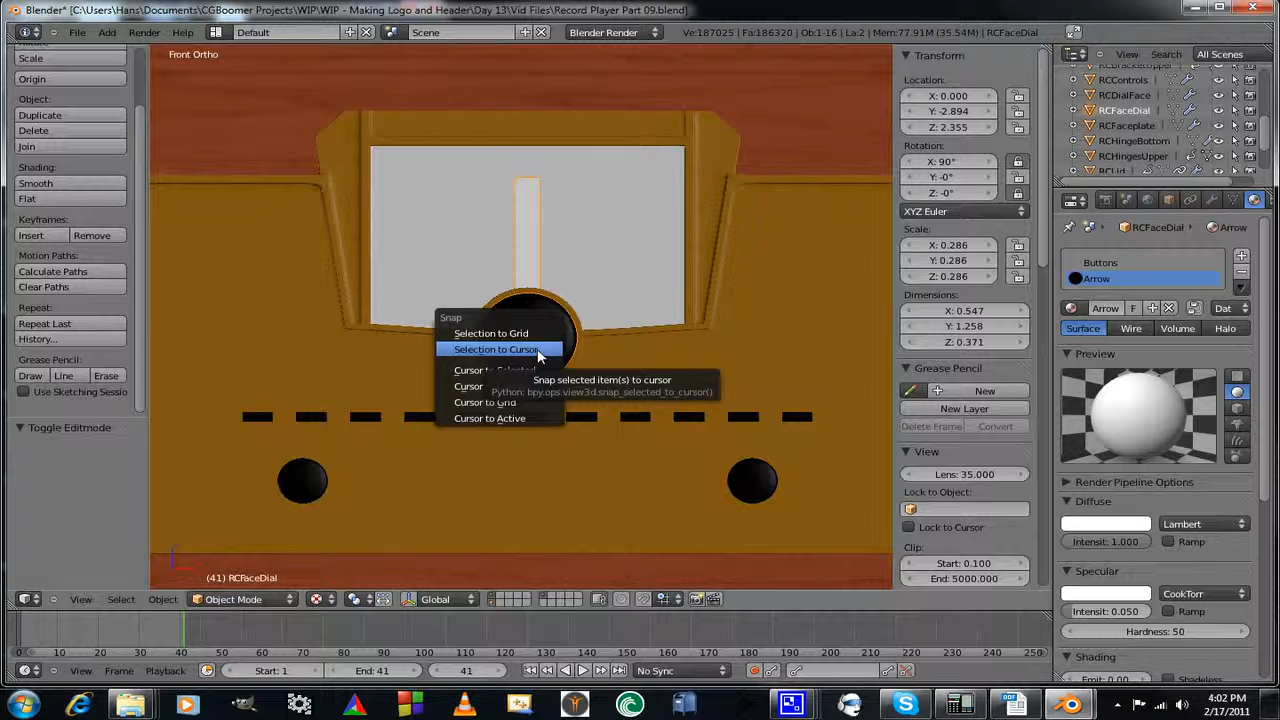 Blender* [C:\Users\Hans\Documents\CGBoomer Projects\WIP\WIP - Making Logo and Header\Day 13\Vid Files\Record Player Part 09.blend]
File Add Render Help Default Scene Blender Render Ve:187025 | Fa:186320 | Ob:1-16 | La:2 | Mem:77.91M (35.54M) | RCFaceDial
View Search All Scenes
Front Ortho
Scale
Origin
Object:
Duplicate
Delete
Join
Shading:
Smooth
Flat
Keyframes:
Insert Remove
Motion Paths:
Calculate Paths
Clear Paths
Repeat:
Repeat Last
History...
Grease Pencil:
Draw Line Erase
Use Sketching Sessio
Toggle Editmode
Snap
Selection to Grid
Selection to Cursor
Cursor to Selected
Cursor
Cursor to Grid
Cursor to Active
Snap selected item(s) to cursor
Python: bpy.ops.view3d.snap_selected_to_cursor()
(41) RCFaceDial
Transform
Location:
X: 0.000
Y: -2.894
Z: 2.355
Rotation:
X: 90°
Y: -0°
Z: -0°
XYZ Euler
Scale:
X: 0.286
Y: 0.286
Z: 0.286
Dimensions:
X: 0.547
Y: 1.258
Z: 0.371
Grease Pencil
New
New Layer
Delete Frame Convert
View
Lens: 35.000
Lock to Object:
Lock to Cursor
Clip:
Start: 0.100
End: 5000.000
RCControls
RCDialFace
RCFaceDial
RCFaceplate
RCHingeBottom
RCHingesUpper
RCLid
RCFaceDial Arrow
Buttons
Arrow
Arrow F Dat
Surface Wire Volume Halo
Preview
Render Pipeline Options
Diffuse
Lambert
Intensit: 1.000 Ramp
Specular
CookTorr
Intensit: 0.050 Ramp
Hardness: 50
Shading
Emit: 0.00 Shadeless
View Select Object Object Mode Global
0 10 20 30 40 50 60 70 80 90 100 110 120 130 140 150 160 170 180 190 200 210 220 230 240 250
View Frame Playback Start: 1 End: 41 41 No Sync
4:02 PM
2/17/2011